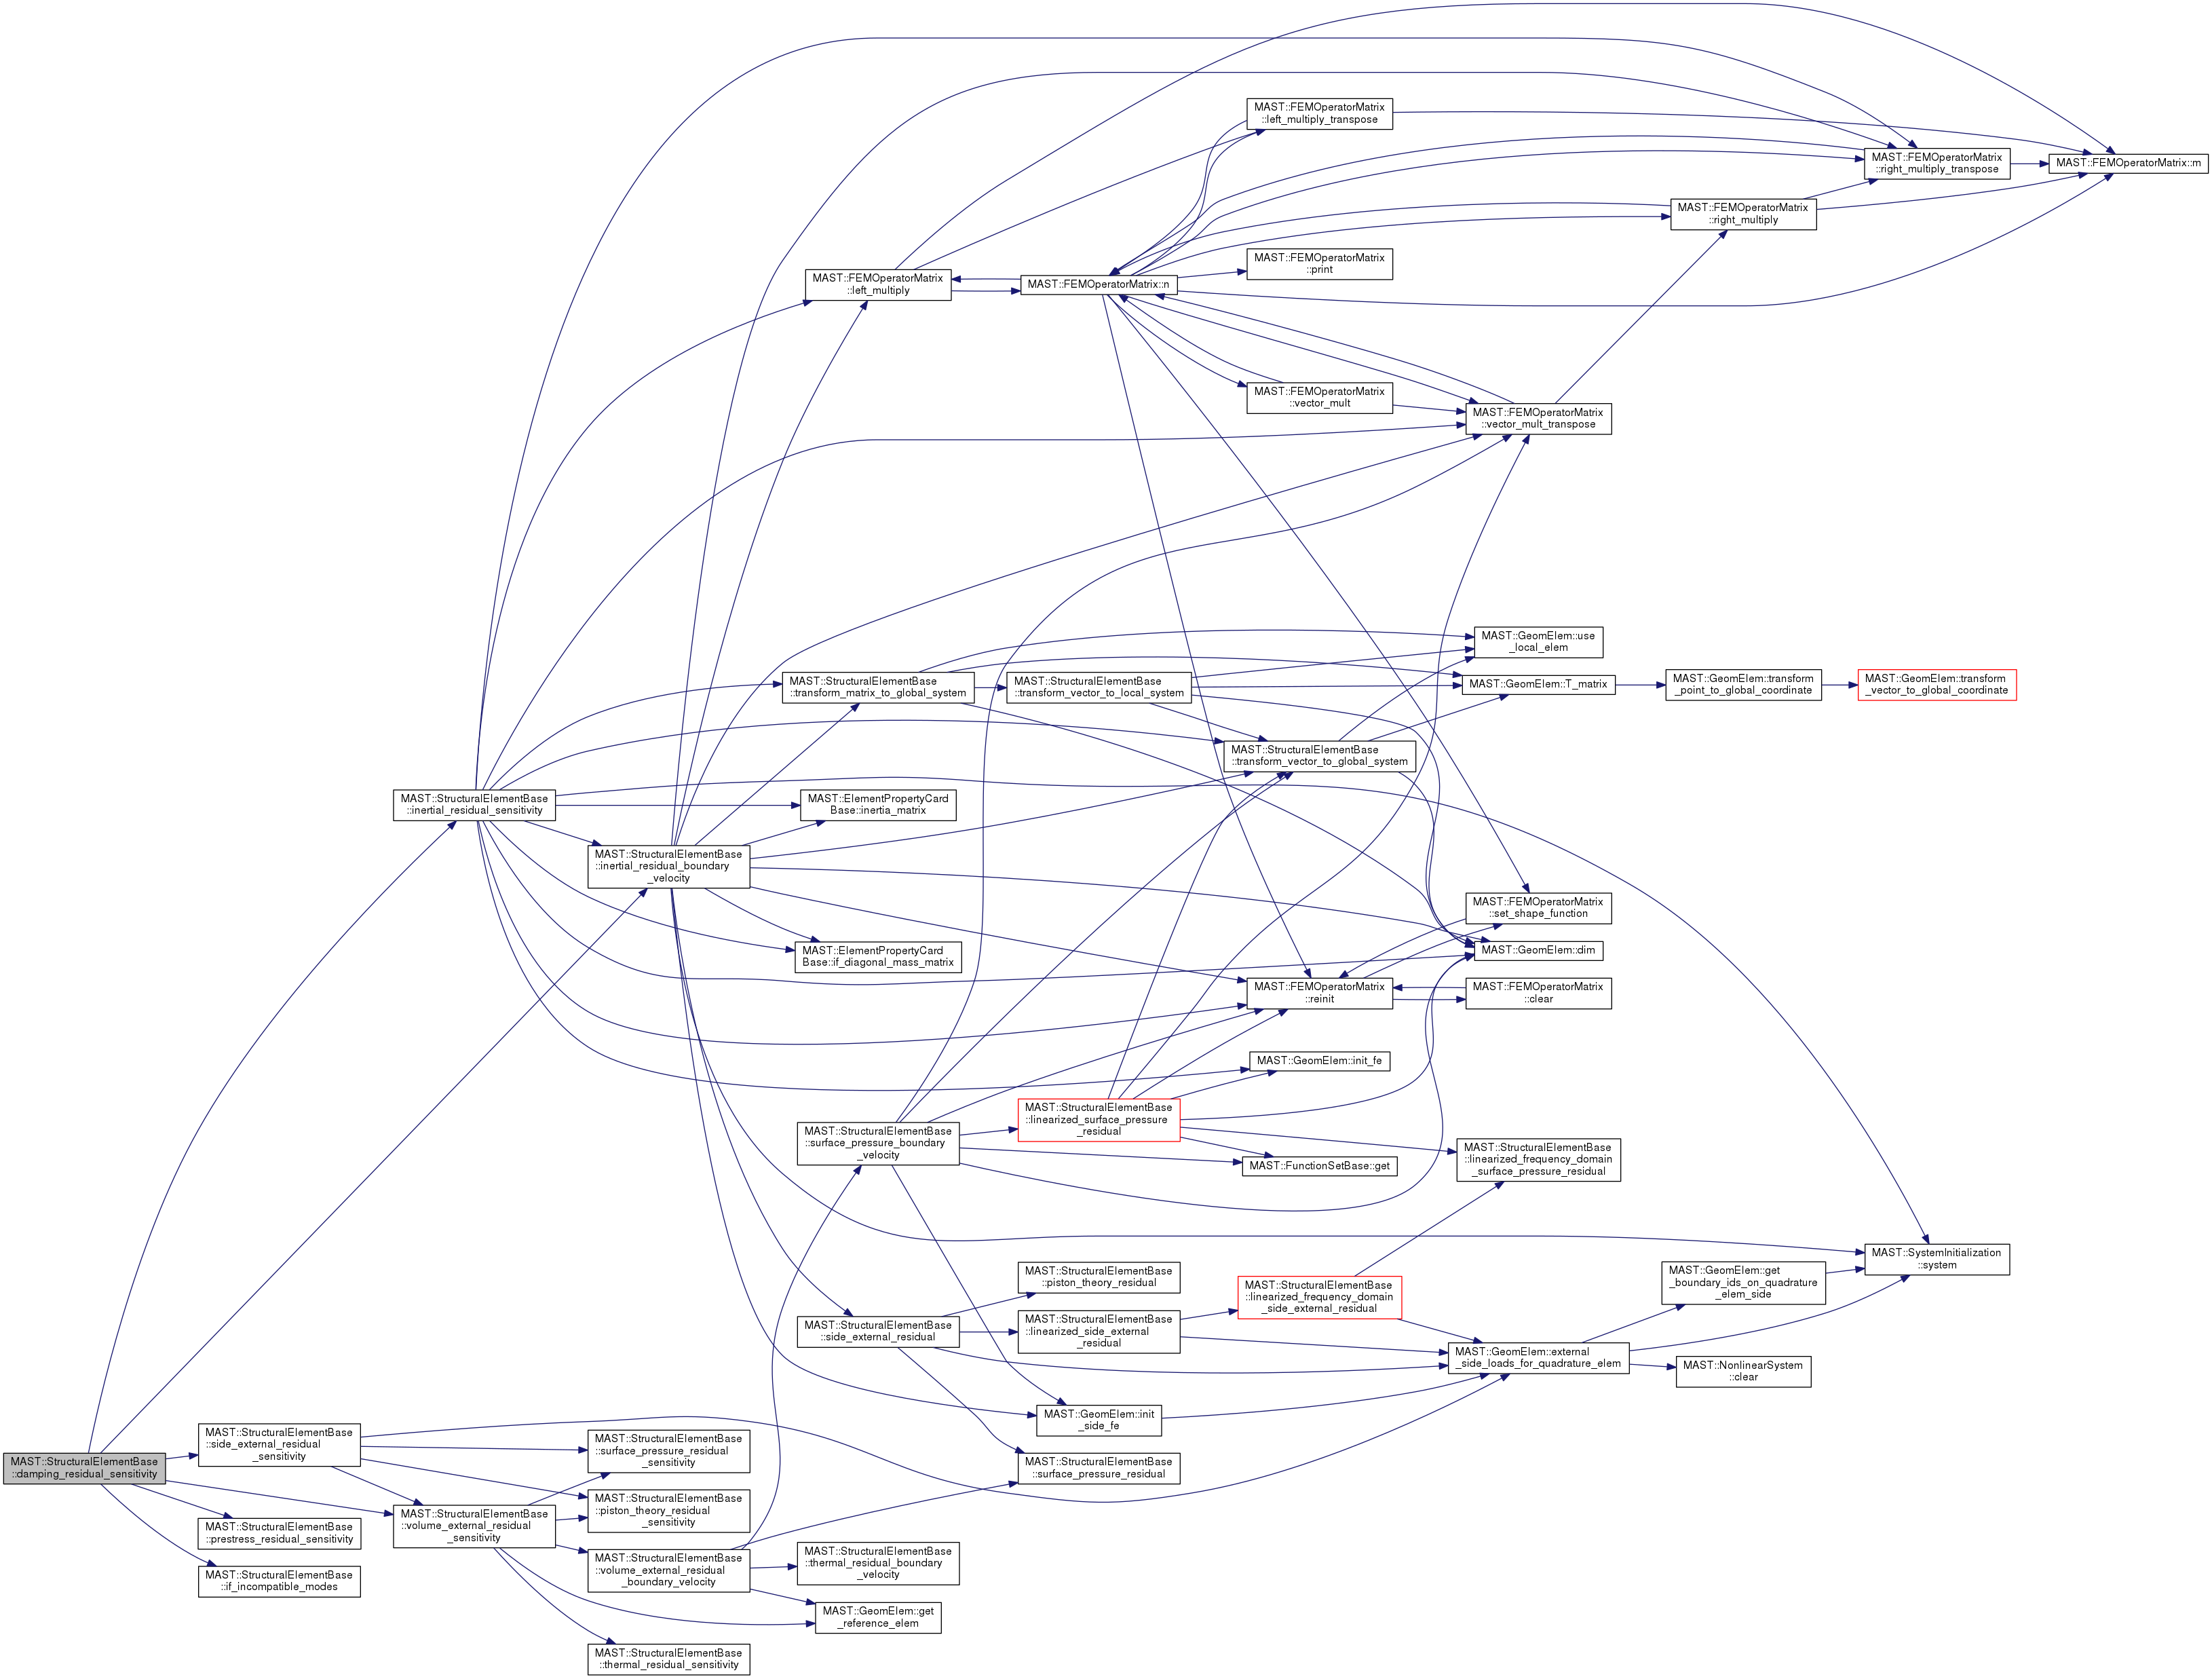 MAST::FEMOperatorMatrix
::left_multiply_transpose
MAST::FEMOperatorMatrix
::right_multiply_transpose
MAST::FEMOperatorMatrix::m
MAST::FEMOperatorMatrix
::right_multiply
MAST::FEMOperatorMatrix
::print
MAST::FEMOperatorMatrix
::left_multiply
MAST::FEMOperatorMatrix::n
MAST::FEMOperatorMatrix
::vector_mult
MAST::FEMOperatorMatrix
::vector_mult_transpose
MAST::GeomElem::use
_local_elem
MAST::StructuralElementBase
::transform_matrix_to_global_system
MAST::StructuralElementBase
::transform_vector_to_local_system
MAST::GeomElem::T_matrix
MAST::GeomElem::transform
_point_to_global_coordinate
MAST::GeomElem::transform
_vector_to_global_coordinate
MAST::StructuralElementBase
::transform_vector_to_global_system
MAST::StructuralElementBase
::inertial_residual_sensitivity
MAST::ElementPropertyCard
Base::inertia_matrix
MAST::StructuralElementBase
::inertial_residual_boundary
_velocity
MAST::FEMOperatorMatrix
::set_shape_function
MAST::ElementPropertyCard
Base::if_diagonal_mass_matrix
MAST::GeomElem::dim
MAST::FEMOperatorMatrix
::reinit
MAST::FEMOperatorMatrix
::clear
MAST::GeomElem::init_fe
MAST::StructuralElementBase
::linearized_surface_pressure
_residual
MAST::StructuralElementBase
::surface_pressure_boundary
_velocity
MAST::FunctionSetBase::get
MAST::StructuralElementBase
::linearized_frequency_domain
_surface_pressure_residual
MAST::SystemInitialization
::system
MAST::StructuralElementBase
::piston_theory_residual
MAST::StructuralElementBase
::linearized_frequency_domain
_side_external_residual
MAST::GeomElem::get
_boundary_ids_on_quadrature
_elem_side
MAST::StructuralElementBase
::side_external_residual
MAST::StructuralElementBase
::linearized_side_external
_residual
MAST::GeomElem::external
_side_loads_for_quadrature_elem
MAST::NonlinearSystem
::clear
MAST::GeomElem::init
_side_fe
MAST::StructuralElementBase
::side_external_residual
_sensitivity
MAST::StructuralElementBase
::surface_pressure_residual
_sensitivity
MAST::StructuralElementBase
::damping_residual_sensitivity
MAST::StructuralElementBase
::surface_pressure_residual
MAST::StructuralElementBase
::piston_theory_residual
_sensitivity
MAST::StructuralElementBase
::volume_external_residual
_sensitivity
MAST::StructuralElementBase
::prestress_residual_sensitivity
MAST::StructuralElementBase
::thermal_residual_boundary
_velocity
MAST::StructuralElementBase
::volume_external_residual
_boundary_velocity
MAST::StructuralElementBase
::if_incompatible_modes
MAST::GeomElem::get
_reference_elem
MAST::StructuralElementBase
::thermal_residual_sensitivity